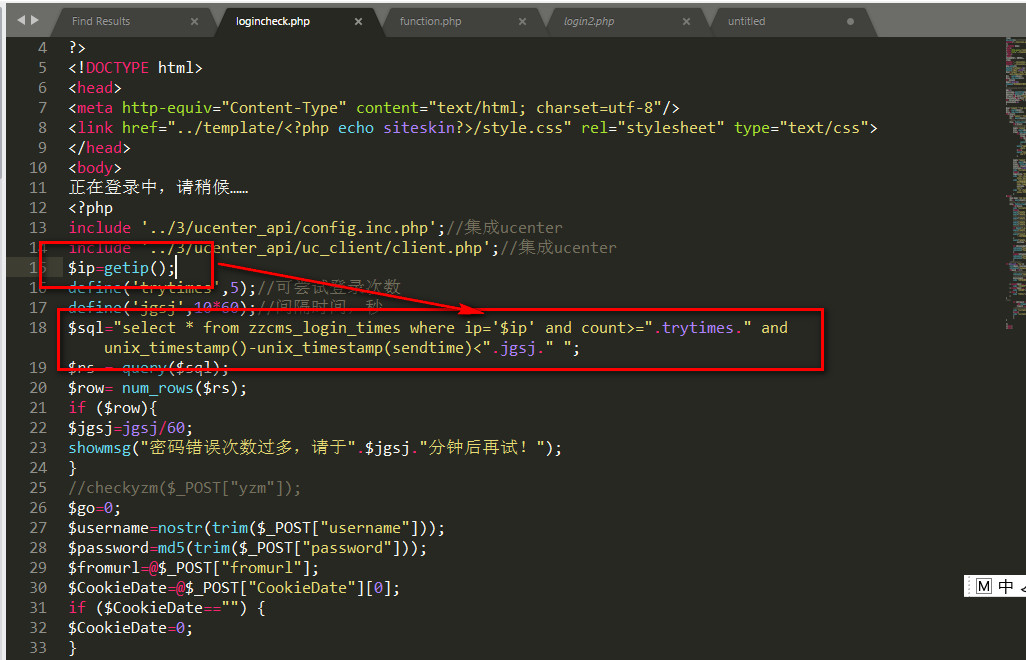 Find Results × logincheck.php × function.php × login2.php × untitled
4 ?>
5 <!DOCTYPE html>
6 <head>
7 <meta http-equiv="Content-Type" content="text/html; charset=utf-8"/>
8 <link href="../template/<?php echo siteskin?>/style.css" rel="stylesheet" type="text/css">
9 </head>
10 <body>
11 正在登录中，请稍候……
12 <?php
13 include '../3/ucenter_api/config.inc.php';//集成ucenter
14 include '../3/ucenter_api/uc_client/client.php';//集成ucenter
15 $ip=getip();
16 define('trytimes',5);//可尝试登录次数
17 define('jgsj',10*60);//间隔时间，秒
18 $sql="select * from zzcms_login_times where ip='$ip' and count>=".trytimes." and
unix_timestamp()-unix_timestamp(sendtime)<".jgsj." ";
19 $rs = query($sql);
20 $row= num_rows($rs);
21 if ($row){
22 $jgsj=jgsj/60;
23 showmsg("密码错误次数过多，请于".$jgsj."分钟后再试！");
24 }
25 //checkyzm($_POST["yzm"]);
26 $go=0;
27 $username=nostr(trim($_POST["username"]));
28 $password=md5(trim($_POST["password"]));
29 $fromurl=@$_POST["fromurl"];
30 $CookieDate=@$_POST["CookieDate"][0];
31 if ($CookieDate=="") {
32 $CookieDate=0;
33 }
M 中